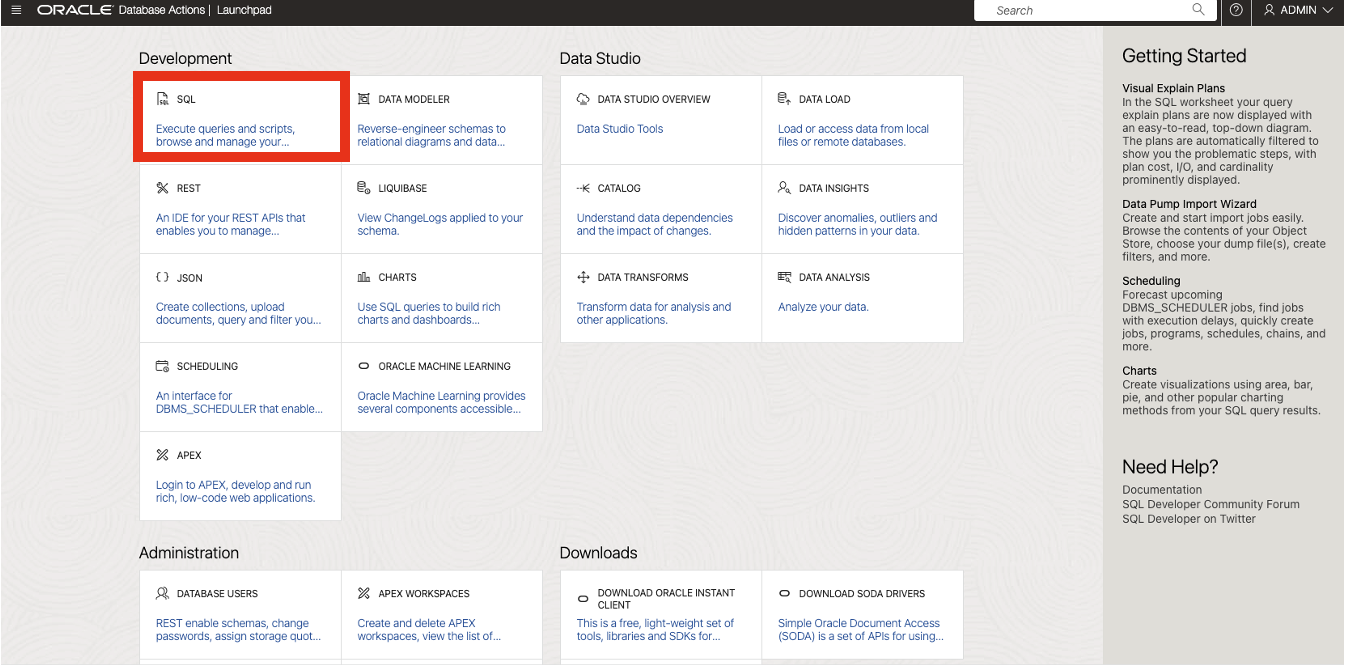 ORACLE® Database Actions | Launchpad
Search
ADMIN
Development
SQL
Execute queries and scripts,
browse and manage your...
DATA MODELER
Reverse-engineer schemas to
relational diagrams and data...
REST
An IDE for your REST APIs that
enables you to manage...
LIQUIBASE
View ChangeLogs applied to your
schema.
JSON
Create collections, upload
documents, query and filter you...
CHARTS
Use SQL queries to build rich
charts and dashboards...
SCHEDULING
An interface for
DBMS_SCHEDULER that enable...
ORACLE MACHINE LEARNING
Oracle Machine Learning provides
several components accessible...
APEX
Login to APEX, develop and run
rich, low-code web applications.
Data Studio
DATA STUDIO OVERVIEW
Data Studio Tools
DATA LOAD
Load or access data from local
files or remote databases.
CATALOG
Understand data dependencies
and the impact of changes.
DATA INSIGHTS
Discover anomalies, outliers and
hidden patterns in your data.
DATA TRANSFORMS
Transform data for analysis and
other applications.
DATA ANALYSIS
Analyze your data.
Administration
DATABASE USERS
REST enable schemas, change
passwords, assign storage quot...
APEX WORKSPACES
Create and delete APEX
workspaces, view the list of...
Downloads
DOWNLOAD ORACLE INSTANT
CLIENT
This is a free, light-weight set of
tools, libraries and SDKs for...
DOWNLOAD SODA DRIVERS
Simple Oracle Document Access
(SODA) is a set of APIs for using...
Getting Started
Visual Explain Plans
In the SQL worksheet your query
explain plans are now displayed with
an easy-to-read, top-down diagram.
The plans are automatically filtered to
show you the problematic steps, with
plan cost, I/O, and cardinality
prominently displayed.
Data Pump Import Wizard
Create and start import jobs easily.
Browse the contents of your Object
Store, choose your dump file(s), create
filters, and more.
Scheduling
Forecast upcoming
DBMS_SCHEDULER jobs, find jobs
with execution delays, quickly create
jobs, programs, schedules, chains, and
more.
Charts
Create visualizations using area, bar,
pie, and other popular charting
methods from your SQL query results.
Need Help?
Documentation
SQL Developer Community Forum
SQL Developer on Twitter